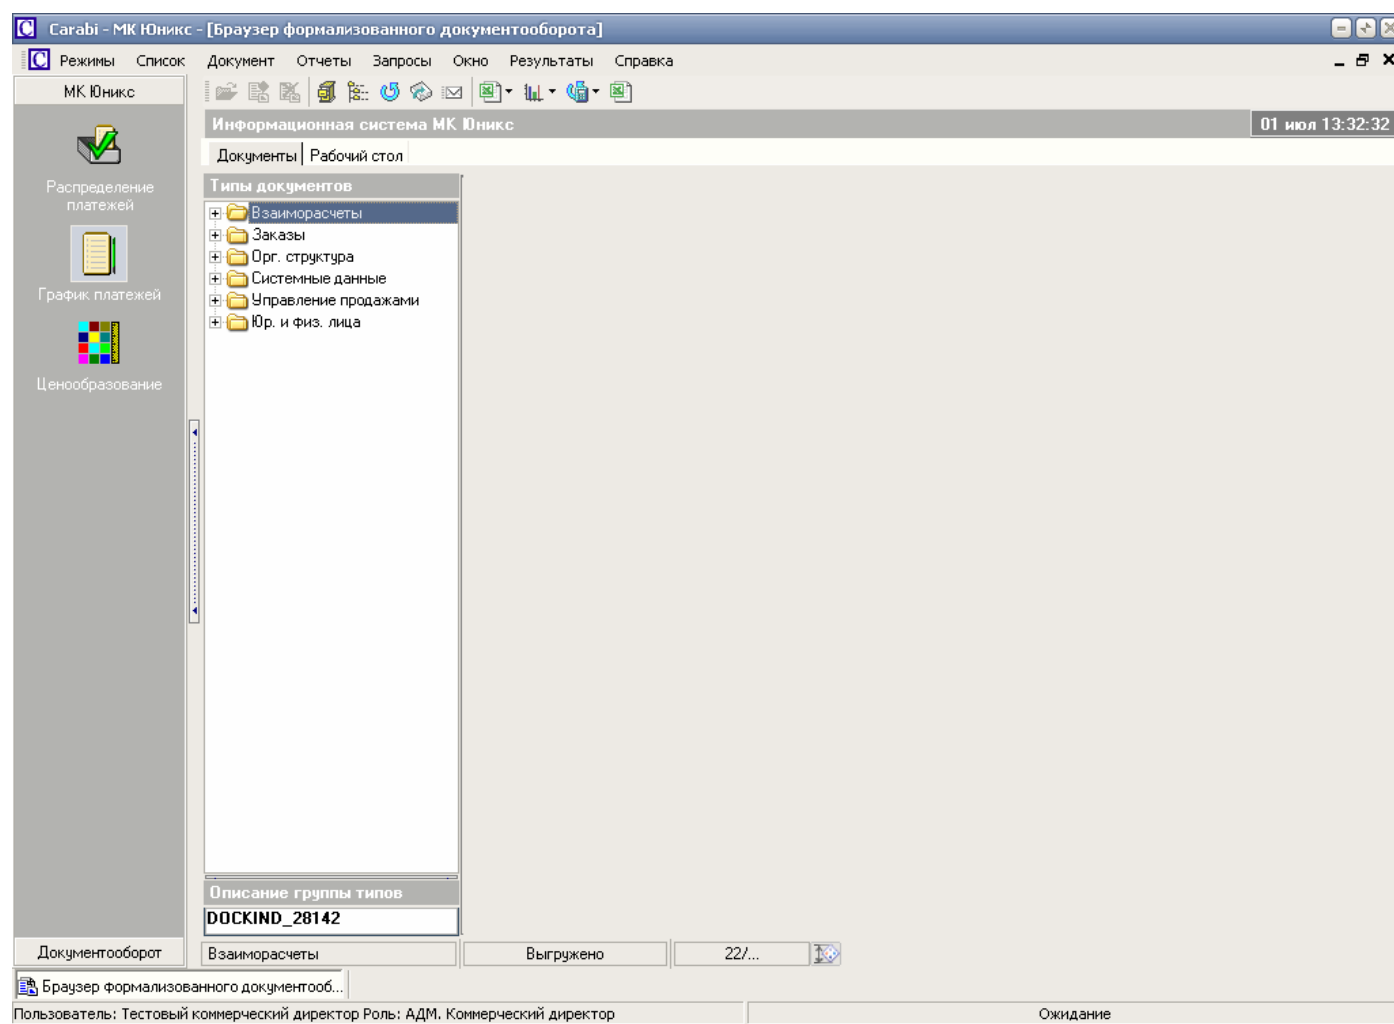 Carabi - МК Юникс - [Браузер формализованного документооборота]
Режимы Список Документ Отчеты Запросы Окно Результаты Справка
МК Юникс
Информационная система МК Юникс
01 июл 13:32:32
Документы Рабочий стол
Распределение
платежей
График платежей
Ценообразование
Типы документов
Взаиморасчеты
Заказы
Орг. структура
Системные данные
Управление продажами
Юр. и физ. лица
Описание группы типов
DOCKIND_28142
Документооборот
Взаиморасчеты Выгружено 22/...
Браузер формализованного документооб...
Пользователь: Тестовый коммерческий директор Роль: АДМ. Коммерческий директор Ожидание